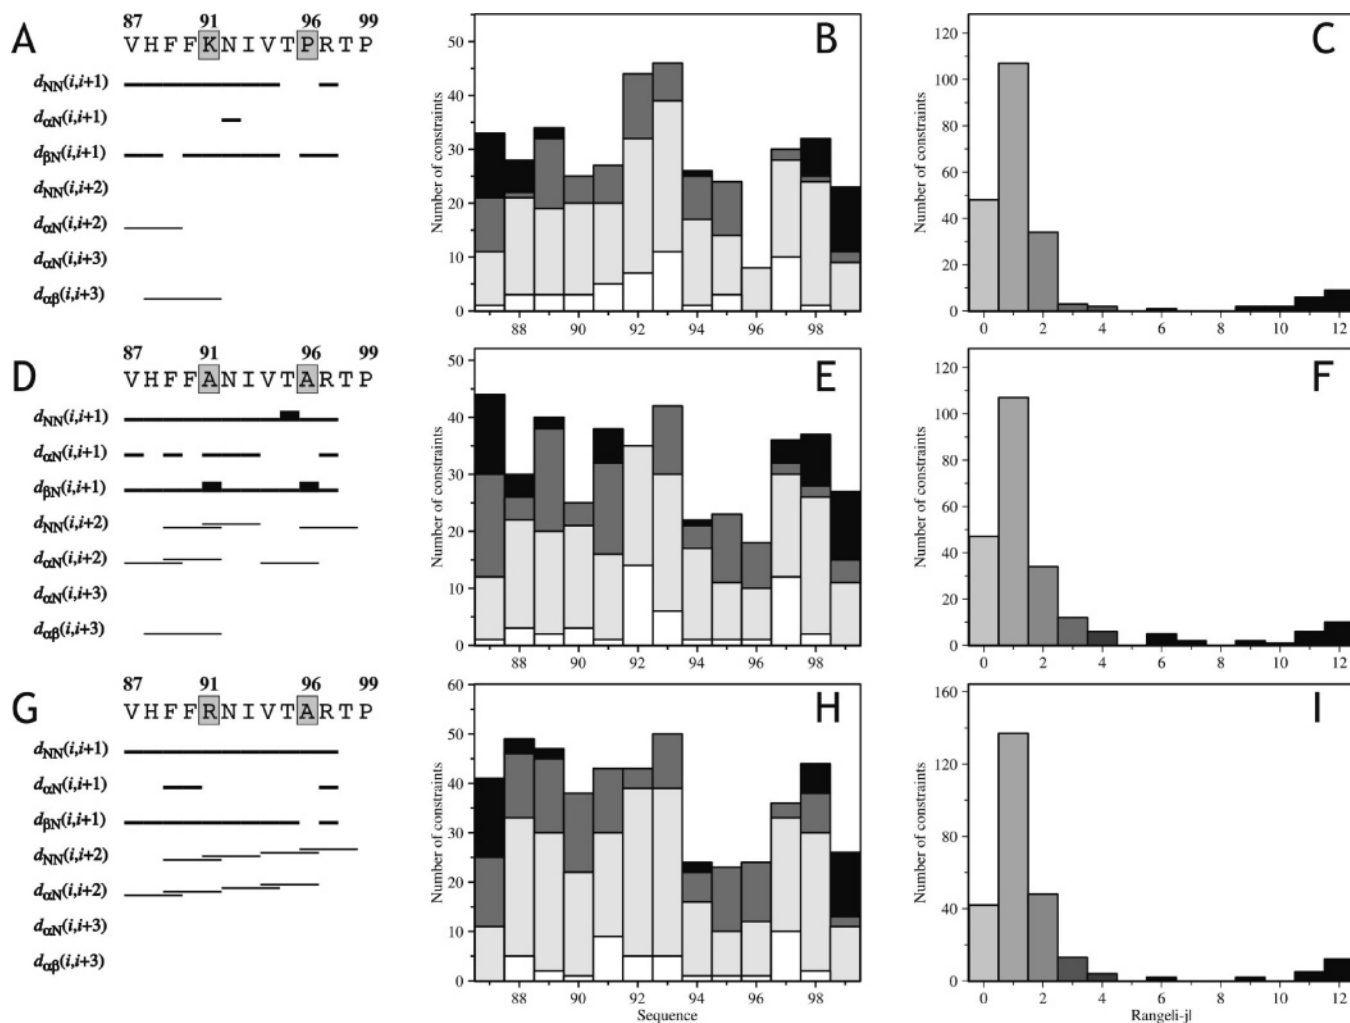 A
87 91 96 99
V H F F K N I V T P R T P
dNN(i,i+1)
dαN(i,i+1)
dβN(i,i+1)
dNN(i,i+2)
dαN(i,i+2)
dαN(i,i+3)
dαβ(i,i+3)
B
Number of constraints
50
40
30
20
10
0
88 90 92 94 96 98
C
Number of constraints
120
100
80
60
40
20
0
0 2 4 6 8 10 12
D
87 91 96 99
V H F F A N I V T A R T P
dNN(i,i+1)
dαN(i,i+1)
dβN(i,i+1)
dNN(i,i+2)
dαN(i,i+2)
dαN(i,i+3)
dαβ(i,i+3)
E
Number of constraints
50
40
30
20
10
0
88 90 92 94 96 98
F
Number of constraints
120
100
80
60
40
20
0
0 2 4 6 8 10 12
G
87 91 96 99
V H F F R N I V T A R T P
dNN(i,i+1)
dαN(i,i+1)
dβN(i,i+1)
dNN(i,i+2)
dαN(i,i+2)
dαN(i,i+3)
dαβ(i,i+3)
H
Number of constraints
60
50
40
30
20
10
0
88 90 92 94 96 98
Sequence
I
Number of constraints
160
120
80
40
0
0 2 4 6 8 10 12
Range|i-j|